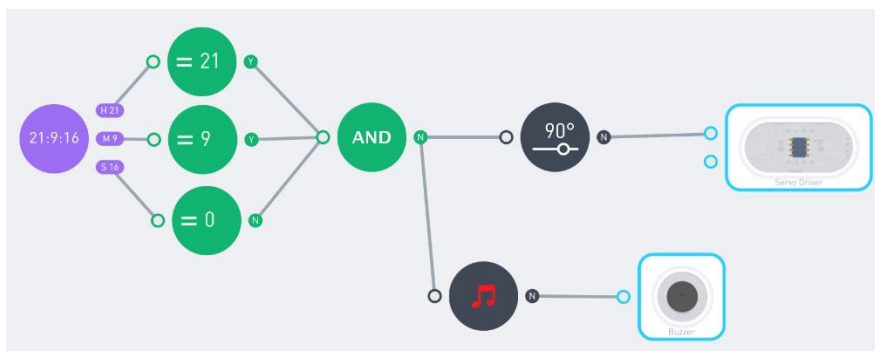 21:9:16
H 21
M 9
S 16
= 21
Y
= 9
Y
= 0
N
AND
N
90°
N
Servo Driver
N
Buzzer